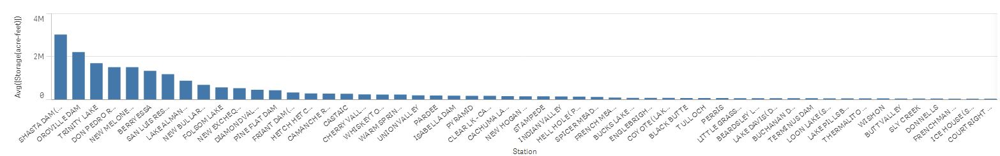 Avg([Storage(acre-feet)])
4M
2M
0
SHASTA DAM (...
OROVILLE DAM
TRINITY LAKE
DON PEDRO R...
NEW MELONE...
BERRYESSA
SAN LUIS RES...
LAKE ALMAN...
NEW BULLAR...
FOLSOM LAKE
NEW EXCHEQ...
DIAMOND VAL...
PINE FLAT DAM
FRIANT DAM (...
HETCH HETC...
CAMANCHE R...
CASTAIC
CHERRY VALL...
WHISKEYTO...
WARM SPRIN...
UNION VALLEY
PARDEE
ISABELLA DAM
PYRAMID
CLEAR LK - CA...
CACHUMA LA...
NEW HOGAN ...
STAMPEDE
INDIAN VALLEY
HELL HOLE (P...
SPICER MEAD...
FRENCH MEA...
BUCKS LAKE ...
ENGLEBRIGH...
COYOTE (LAK...
BLACK BUTTE
TULLOCH
PERRIS
LITTLE GRASS...
BEARDSLEY L...
LAKE DAVIS (D...
BUCHANAN D...
TERMINUS DAM
LOON LAKE (S...
LAKE PILLSB...
THERMALITO ...
WISHON
BUTT VALLEY
SLY CREEK
DONNELLS
FRENCHMAN ...
ICE HOUSE (S...
COURTRIGHT ...
Station